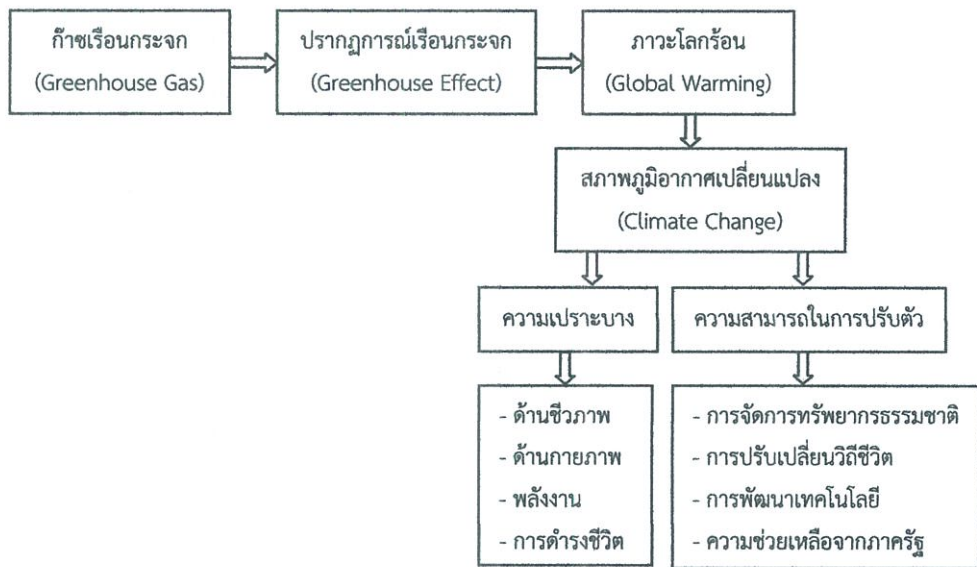 ก๊าซเรือนกระจก
(Greenhouse Gas)
ปรากฏการณ์เรือนกระจก
(Greenhouse Effect)
ภาวะโลกร้อน
(Global Warming)
สภาพภูมิอากาศเปลี่ยนแปลง
(Climate Change)
ความเปราะบาง
ความสามารถในการปรับตัว
- ด้านชีวภาพ
- ด้านกายภาพ
- พลังงาน
- การดำรงชีวิต
- การจัดการทรัพยากรธรรมชาติ
- การปรับเปลี่ยนวิถีชีวิต
- การพัฒนาเทคโนโลยี
- ความช่วยเหลือจากภาครัฐ